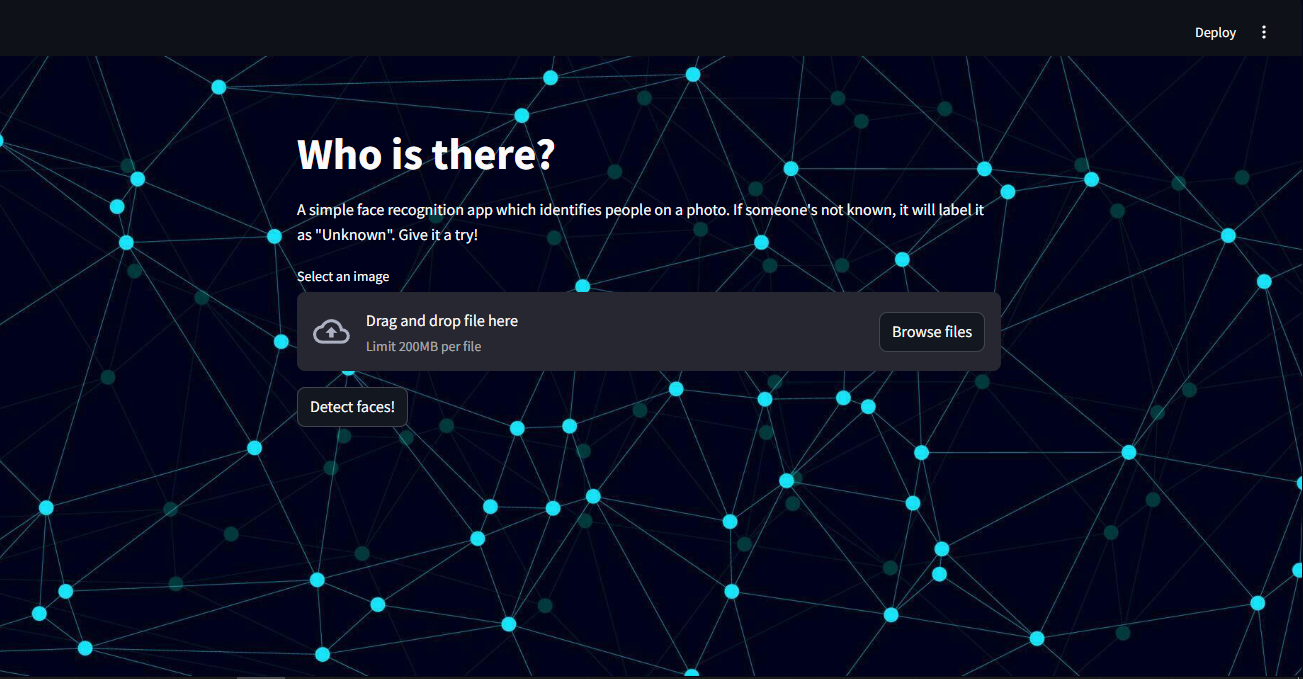 Deploy
Who is there?
A simple face recognition app which identifies people on a photo. If someone's not known, it will label it
as "Unknown". Give it a try!
Select an image
Drag and drop file here
Limit 200MB per file
Browse files
Detect faces!